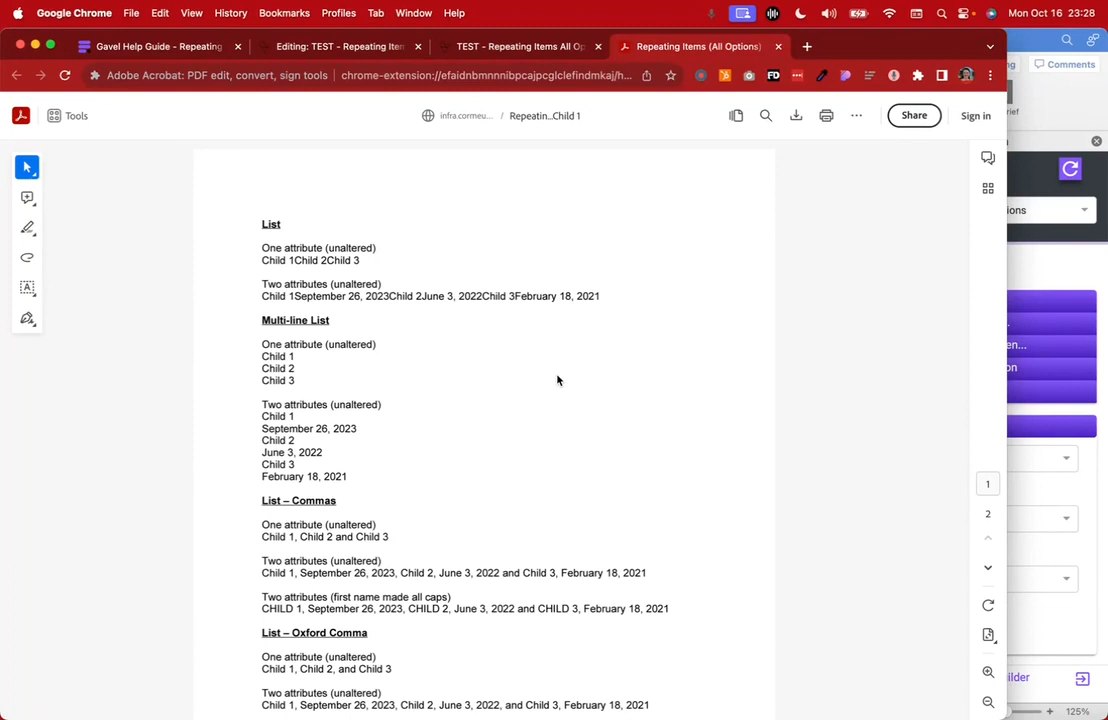 Google Chrome File Edit View History Bookmarks Profiles Tab Window Help Mon Oct 16 23:28
Gavel Help Guide - Repeating
Editing: TEST - Repeating Iten
TEST - Repeating Items All Op
Repeating Items (All Options)
Adobe Acrobat: PDF edit, convert, sign tools
chrome-extension://efaidnbmnnnibpcajpcglclefindmkaj/h...
FD
Comments
Tools
infra.cormeu...
/ Repeatin...Child 1
Share
Sign in
rief
ions
List
One attribute (unaltered)
Child 1Child 2Child 3
Two attributes (unaltered)
Child 1September 26, 2023Child 2June 3, 2022Child 3February 18, 2021
Multi-line List
One attribute (unaltered)
Child 1
Child 2
Child 3
Two attributes (unaltered)
Child 1
September 26, 2023
Child 2
June 3, 2022
Child 3
February 18, 2021
List – Commas
One attribute (unaltered)
Child 1, Child 2 and Child 3
Two attributes (unaltered)
Child 1, September 26, 2023, Child 2, June 3, 2022 and Child 3, February 18, 2021
Two attributes (first name made all caps)
CHILD 1, September 26, 2023, CHILD 2, June 3, 2022 and CHILD 3, February 18, 2021
List – Oxford Comma
One attribute (unaltered)
Child 1, Child 2, and Child 3
Two attributes (unaltered)
Child 1, September 26, 2023, Child 2, June 3, 2022, and Child 3, February 18, 2021
1
2
en...
on
ilder
125%